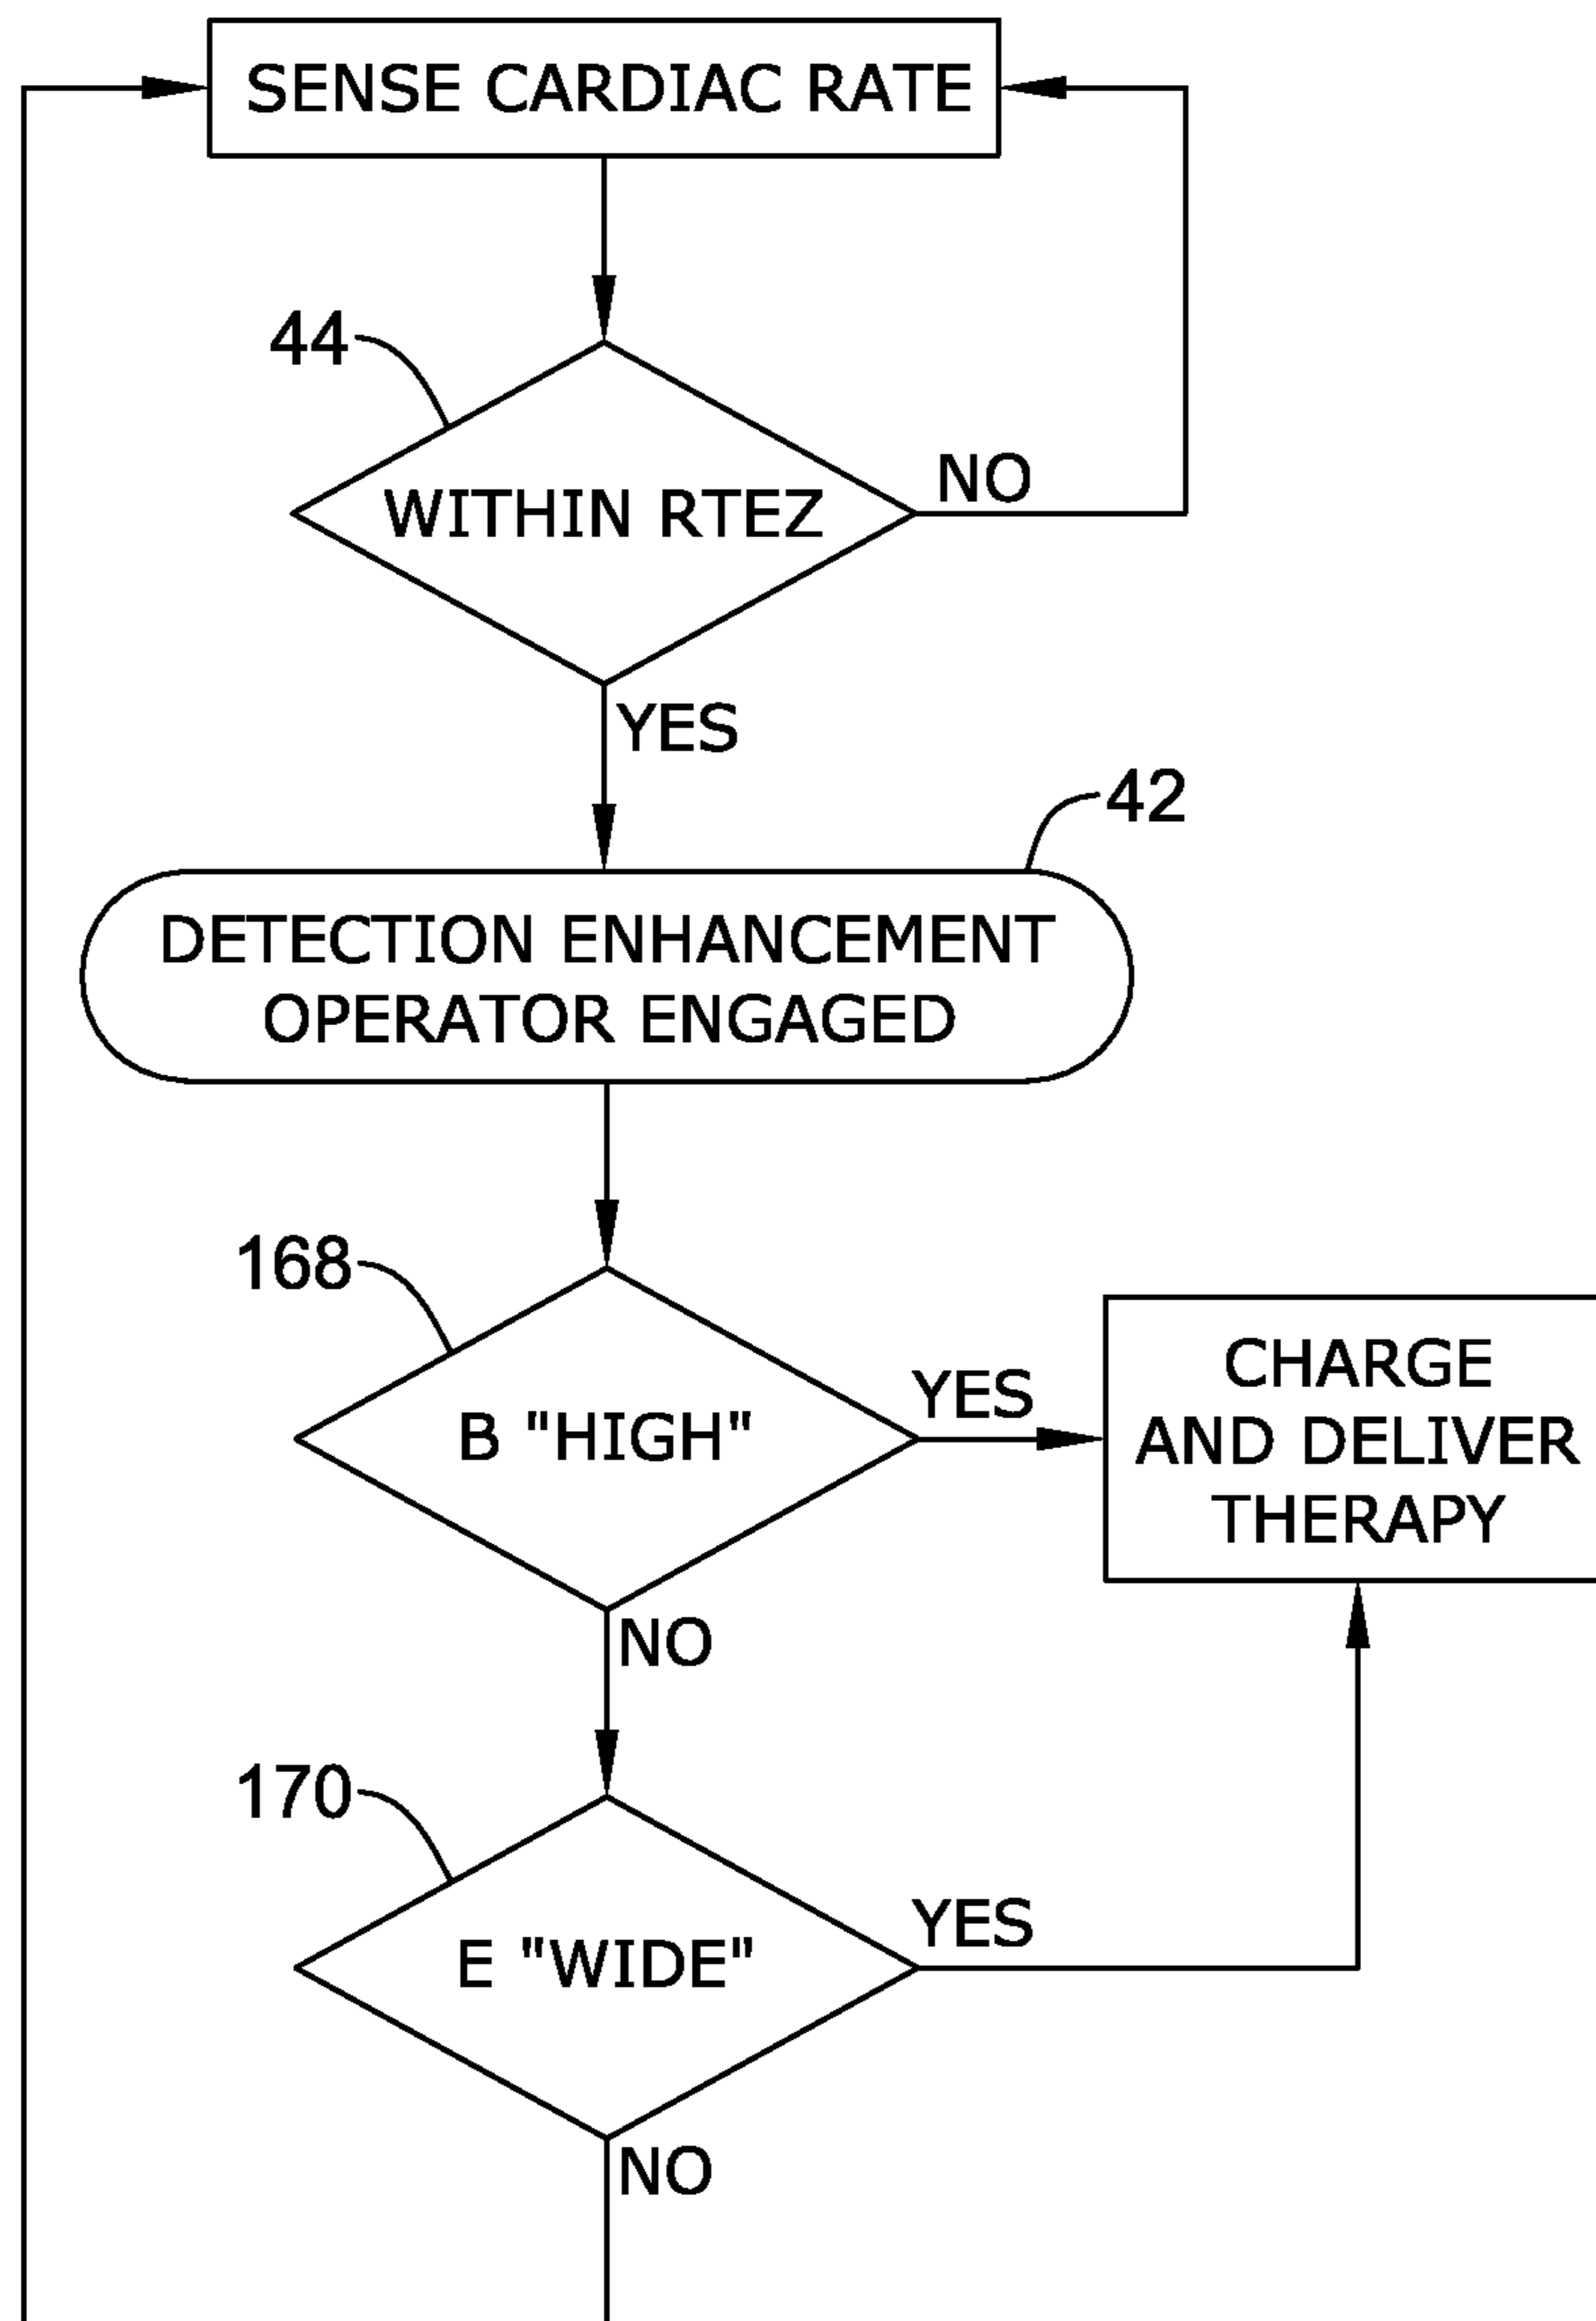 SENSE CARDIAC RATE
44
WITHIN RTEZ
NO
YES
42
DETECTION ENHANCEMENT
OPERATOR ENGAGED
168
B "HIGH"
YES
CHARGE
AND DELIVER
THERAPY
NO
170
E "WIDE"
YES
NO